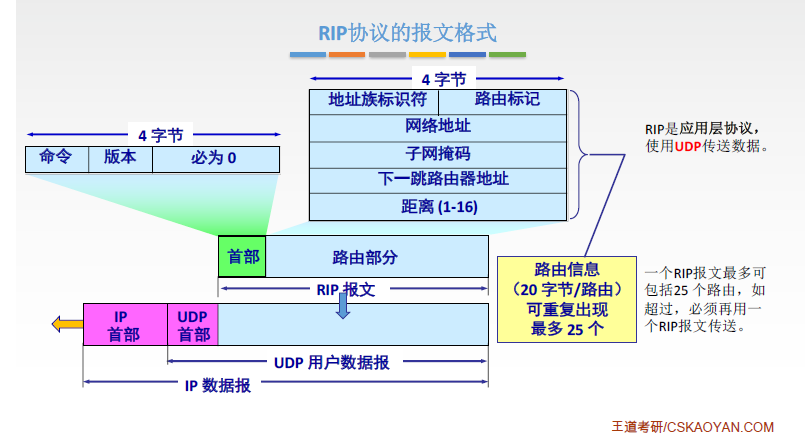 RIP协议的报文格式
4 字节
地址族标识符 路由标记
网络地址
子网掩码
下一跳路由器地址
距离 (1-16)
4 字节
命令 版本 必为 0
RIP是应用层协议,
使用UDP传送数据。
首部 路由部分
RIP 报文
路由信息
(20 字节/路由)
可重复出现
最多 25 个
一个RIP报文最多可
包括25 个路由,如
超过,必须再用一
个RIP报文传送。
IP
首部
UDP
首部
UDP 用户数据报
IP 数据报
王道考研/CSKAOYAN.COM